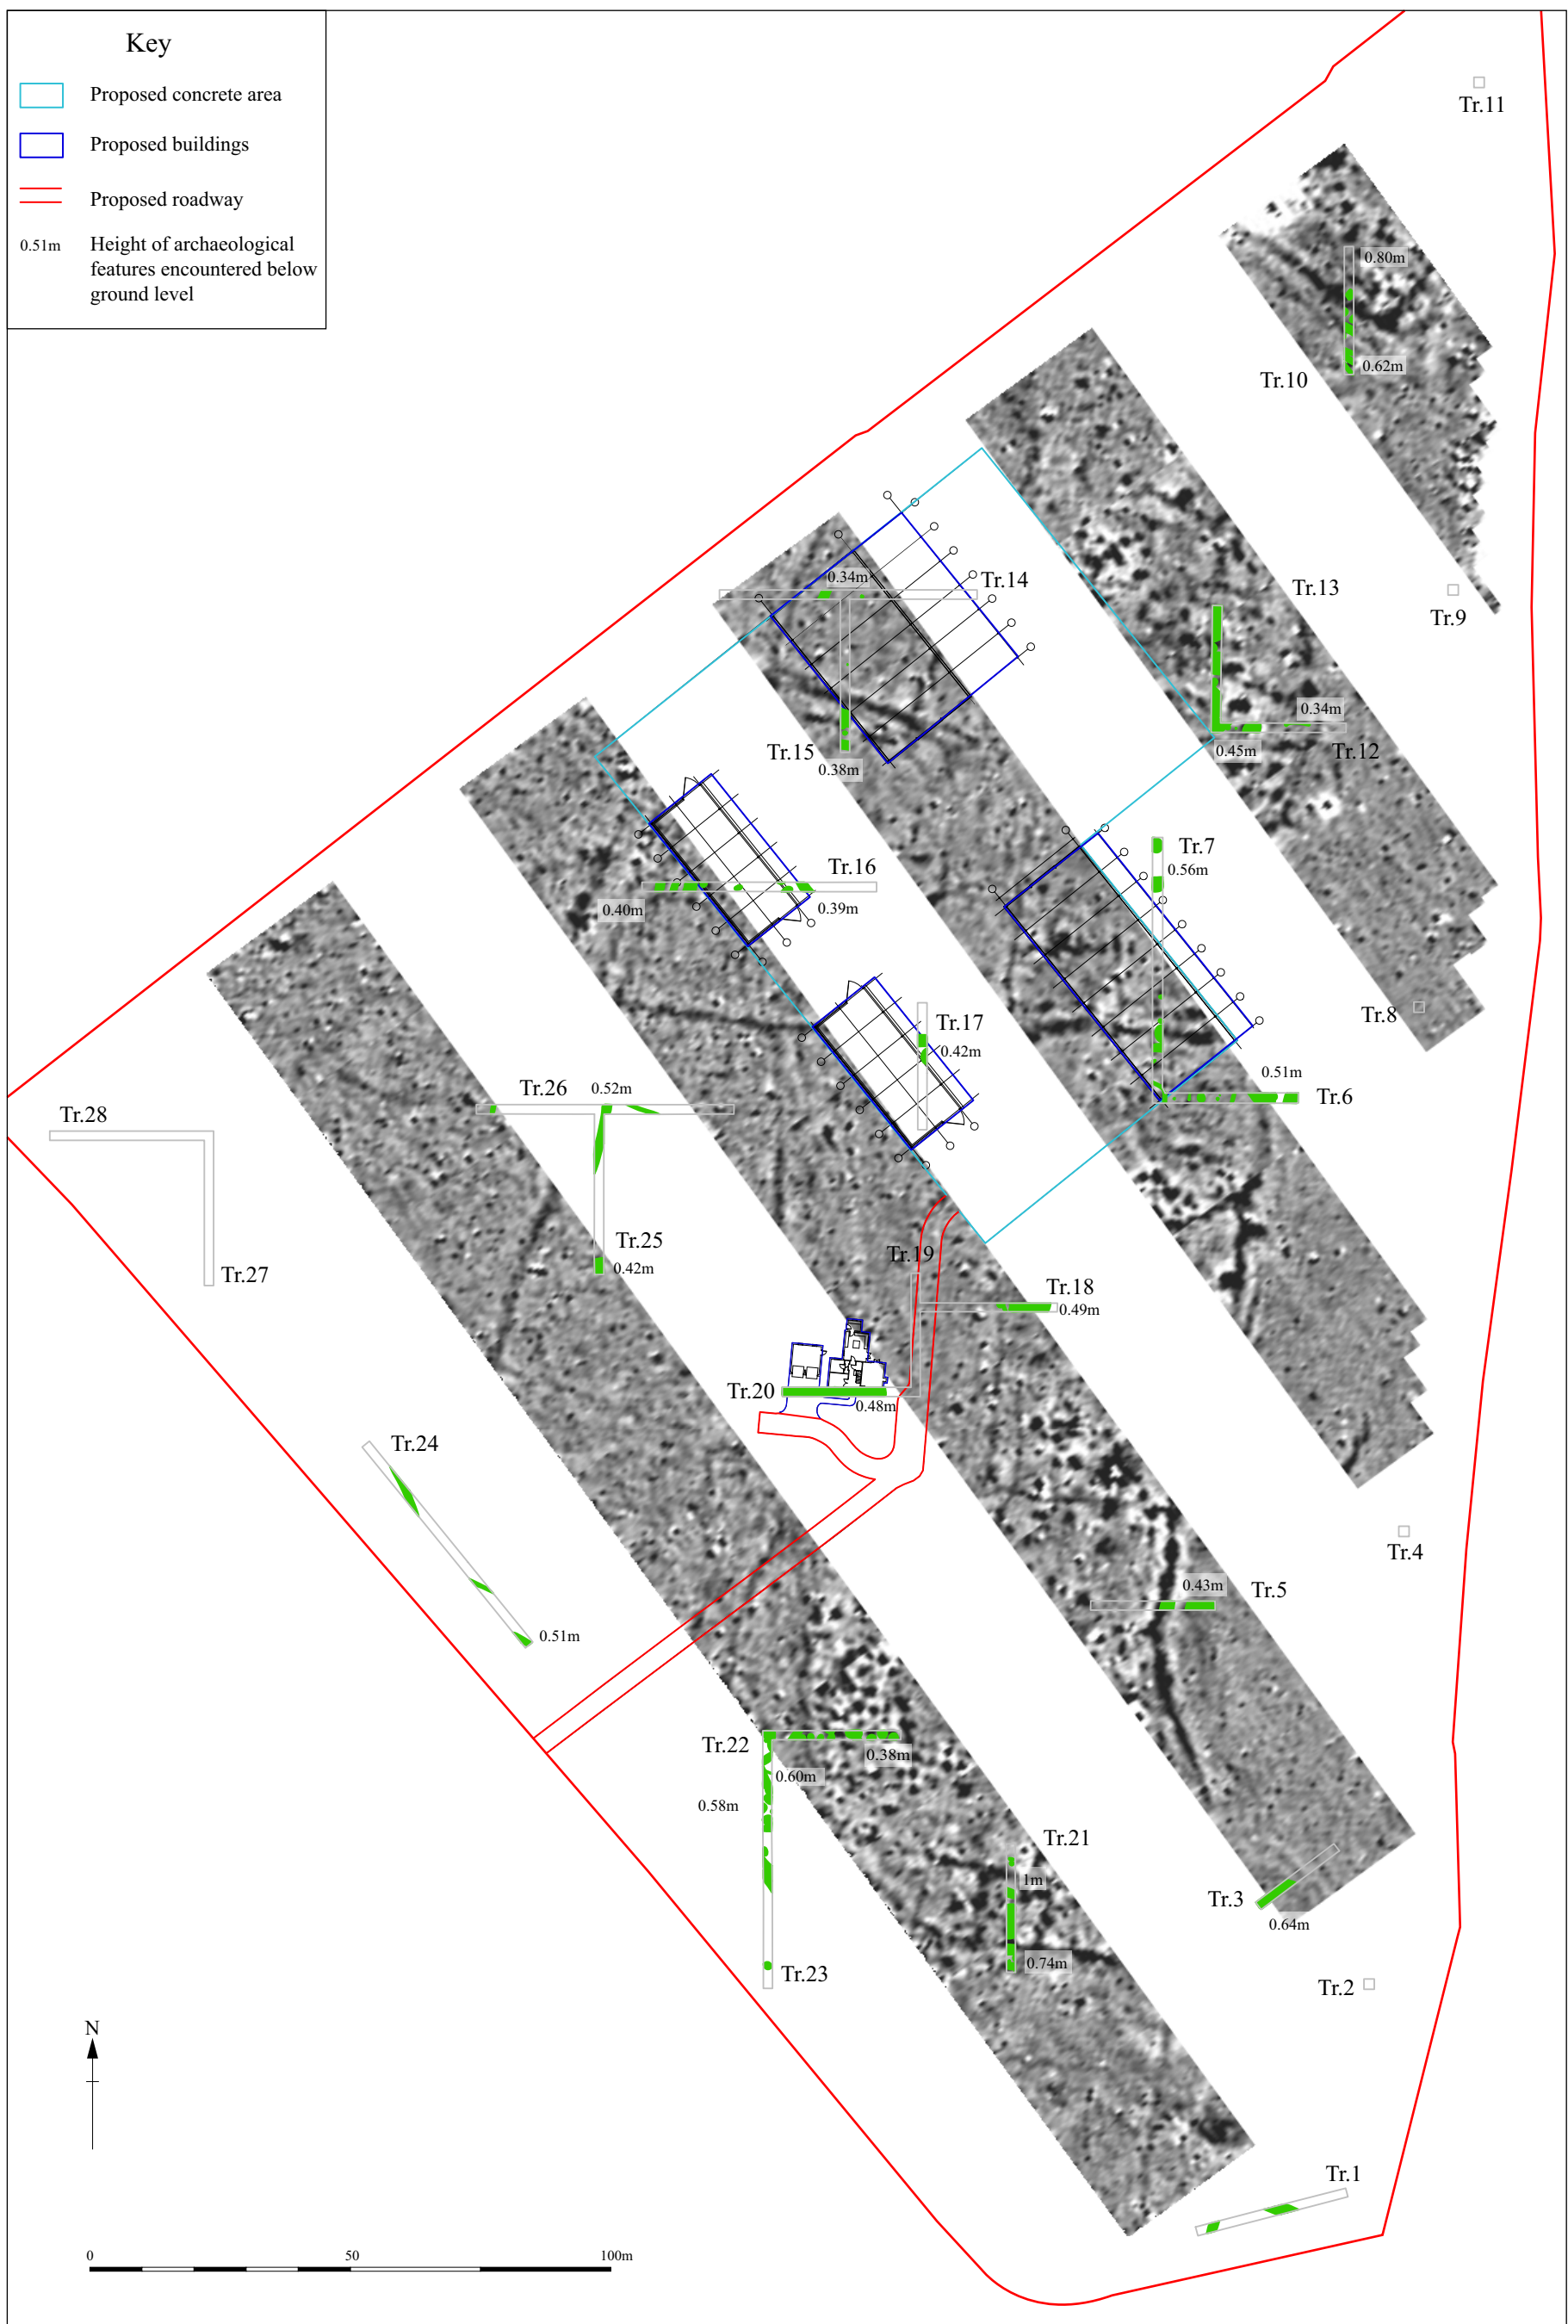 Key
Proposed concrete area
Proposed buildings
Proposed roadway
0.51m Height of archaeological
features encountered below
ground level
Tr.11
0.80m
0.62m
Tr.10
Tr.14
0.34m
Tr.13
Tr.9
0.34m
Tr.15
0.38m
0.45m
Tr.12
Tr.7
0.56m
Tr.16
0.40m
0.39m
Tr.8
Tr.17
0.42m
0.51m
Tr.6
Tr.26
0.52m
Tr.28
Tr.25
0.42m
Tr.27
Tr.19
Tr.18
0.49m
Tr.20
0.48m
Tr.24
0.51m
Tr.4
0.43m
Tr.5
Tr.22
0.38m
0.60m
0.58m
Tr.21
1m
0.74m
Tr.3
0.64m
Tr.23
Tr.2
N
Tr.1
0 50 100m